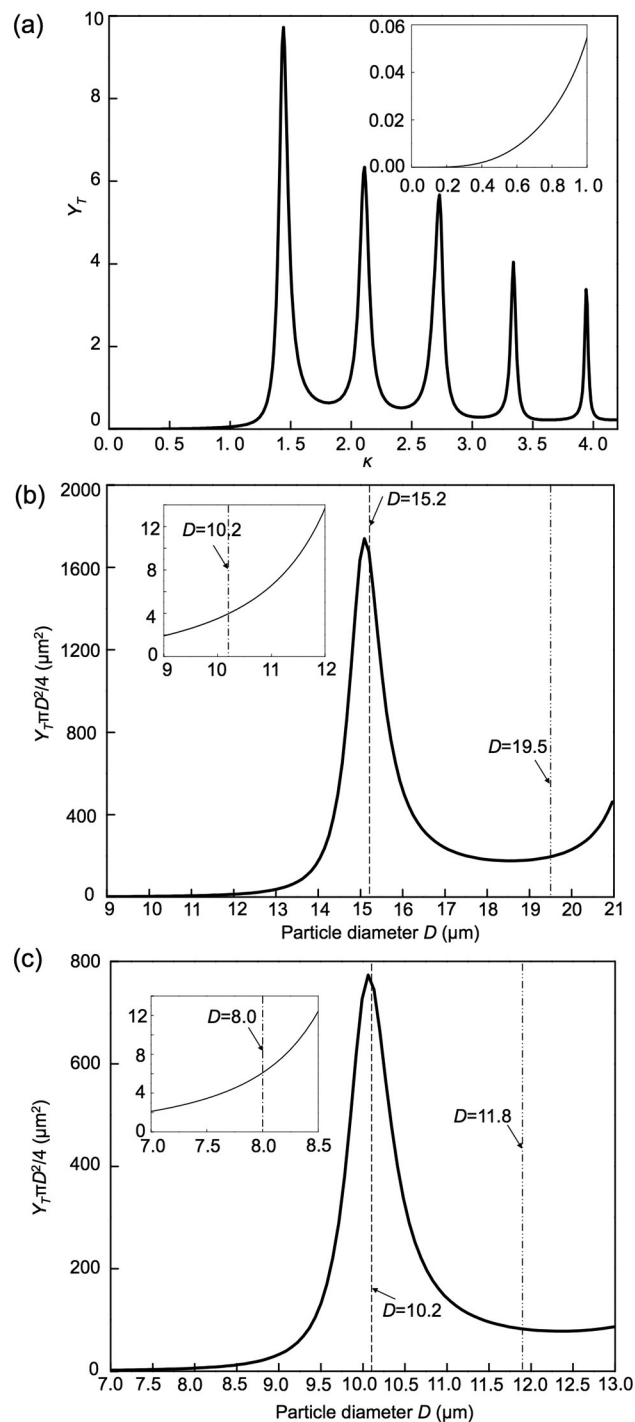 (a)
10
8
6
4
2
0
Y_T
0.06
0.04
0.02
0.00
0.0 0.2 0.4 0.6 0.8 1.0
0.0 0.5 1.0 1.5 2.0 2.5 3.0 3.5 4.0
κ
(b)
2000
1600
1200
800
400
0
Y_TπD²/4 (μm²)
12
8
4
0
D=10.2
9 10 11 12
D=15.2
D=19.5
9 10 11 12 13 14 15 16 17 18 19 20 21
Particle diameter D (μm)
(c)
800
600
400
200
0
Y_TπD²/4 (μm²)
12
8
4
0
D=8.0
7.0 7.5 8.0 8.5
D=11.8
D=10.2
7.0 7.5 8.0 8.5 9.0 9.5 10.0 10.5 11.0 11.5 12.0 12.5 13.0
Particle diameter D (μm)